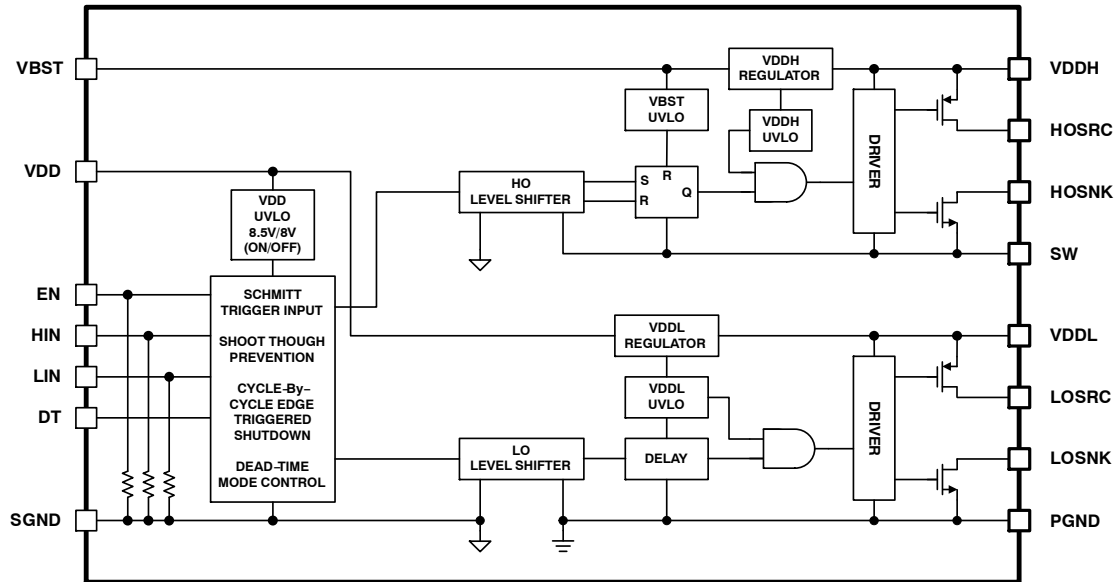 VBST
VDD
EN
HIN
LIN
DT
SGND
VDD
UVLO
8.5V/8V
(ON/OFF)
SCHMITT
TRIGGER INPUT
SHOOT THOUGH
PREVENTION
CYCLE-By-
CYCLE EDGE
TRIGGERED
SHUTDOWN
DEAD-TIME
MODE CONTROL
HO
LEVEL SHIFTER
VBST
UVLO
S
R
R
Q
VDDH
REGULATOR
VDDH
UVLO
DRIVER
LO
LEVEL SHIFTER
VDDL
REGULATOR
VDDL
UVLO
DELAY
DRIVER
VDDH
HOSRC
HOSNK
SW
VDDL
LOSRC
LOSNK
PGND